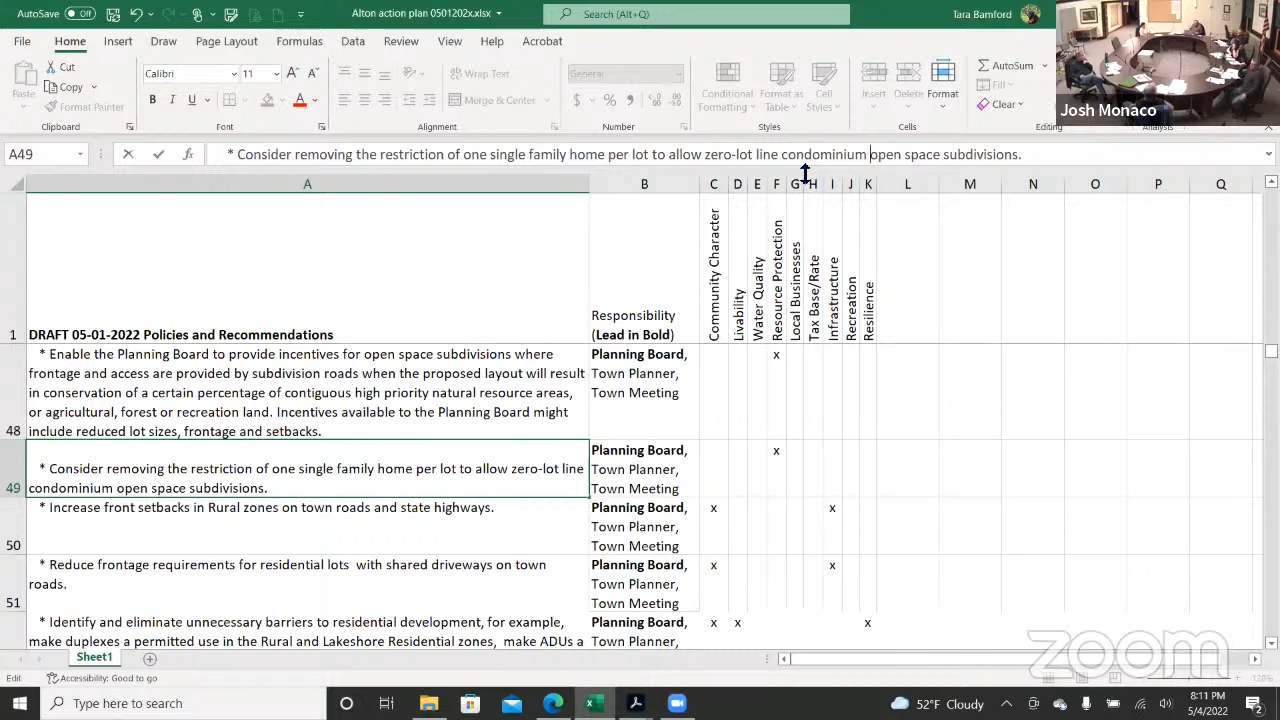 AutoSave Off Alton action plan 0501202x.xlsx Search (Alt+Q) Tara Bamford
File Home Insert Draw Page Layout Formulas Data Review View Help Acrobat
Paste Cut Copy Format Painter Clipboard
Calibri 11 B I U Font
Wrap Text Merge & Center Alignment
General $ % Number
Conditional Formatting Format as Table Cell Styles Styles
Insert Delete Format Cells
AutoSum Fill Clear Editing
Analysis
Josh Monaco
A49 fx * Consider removing the restriction of one single family home per lot to allow zero-lot line condominium open space subdivisions.
A B C D E F G H I J K L M N O P Q
1 DRAFT 05-01-2022 Policies and Recommendations
Responsibility
(Lead in Bold)
Community Character
Livability
Water Quality
Resource Protection
Local Businesses
Tax Base/Rate
Infrastructure
Recreation
Resilience
* Enable the Planning Board to provide incentives for open space subdivisions where Planning Board, x
frontage and access are provided by subdivision roads when the proposed layout will result Town Planner,
in conservation of a certain percentage of contiguous high priority natural resource areas, Town Meeting
or agricultural, forest or recreation land. Incentives available to the Planning Board might
48 include reduced lot sizes, frontage and setbacks.
Planning Board, x
* Consider removing the restriction of one single family home per lot to allow zero-lot line Town Planner,
49 condominium open space subdivisions. Town Meeting
* Increase front setbacks in Rural zones on town roads and state highways. Planning Board, x x
Town Planner,
50 Town Meeting
* Reduce frontage requirements for residential lots with shared driveways on town Planning Board, x x
roads. Town Planner,
51 Town Meeting
* Identify and eliminate unnecessary barriers to residential development, for example, Planning Board, x x x
make duplexes a permitted use in the Rural and Lakeshore Residential zones, make ADUs a Town Planner,
Sheet1
Edit Accessibility: Good to go 120%
zoom
Type here to search 52°F Cloudy 8:11 PM
5/4/2022 2